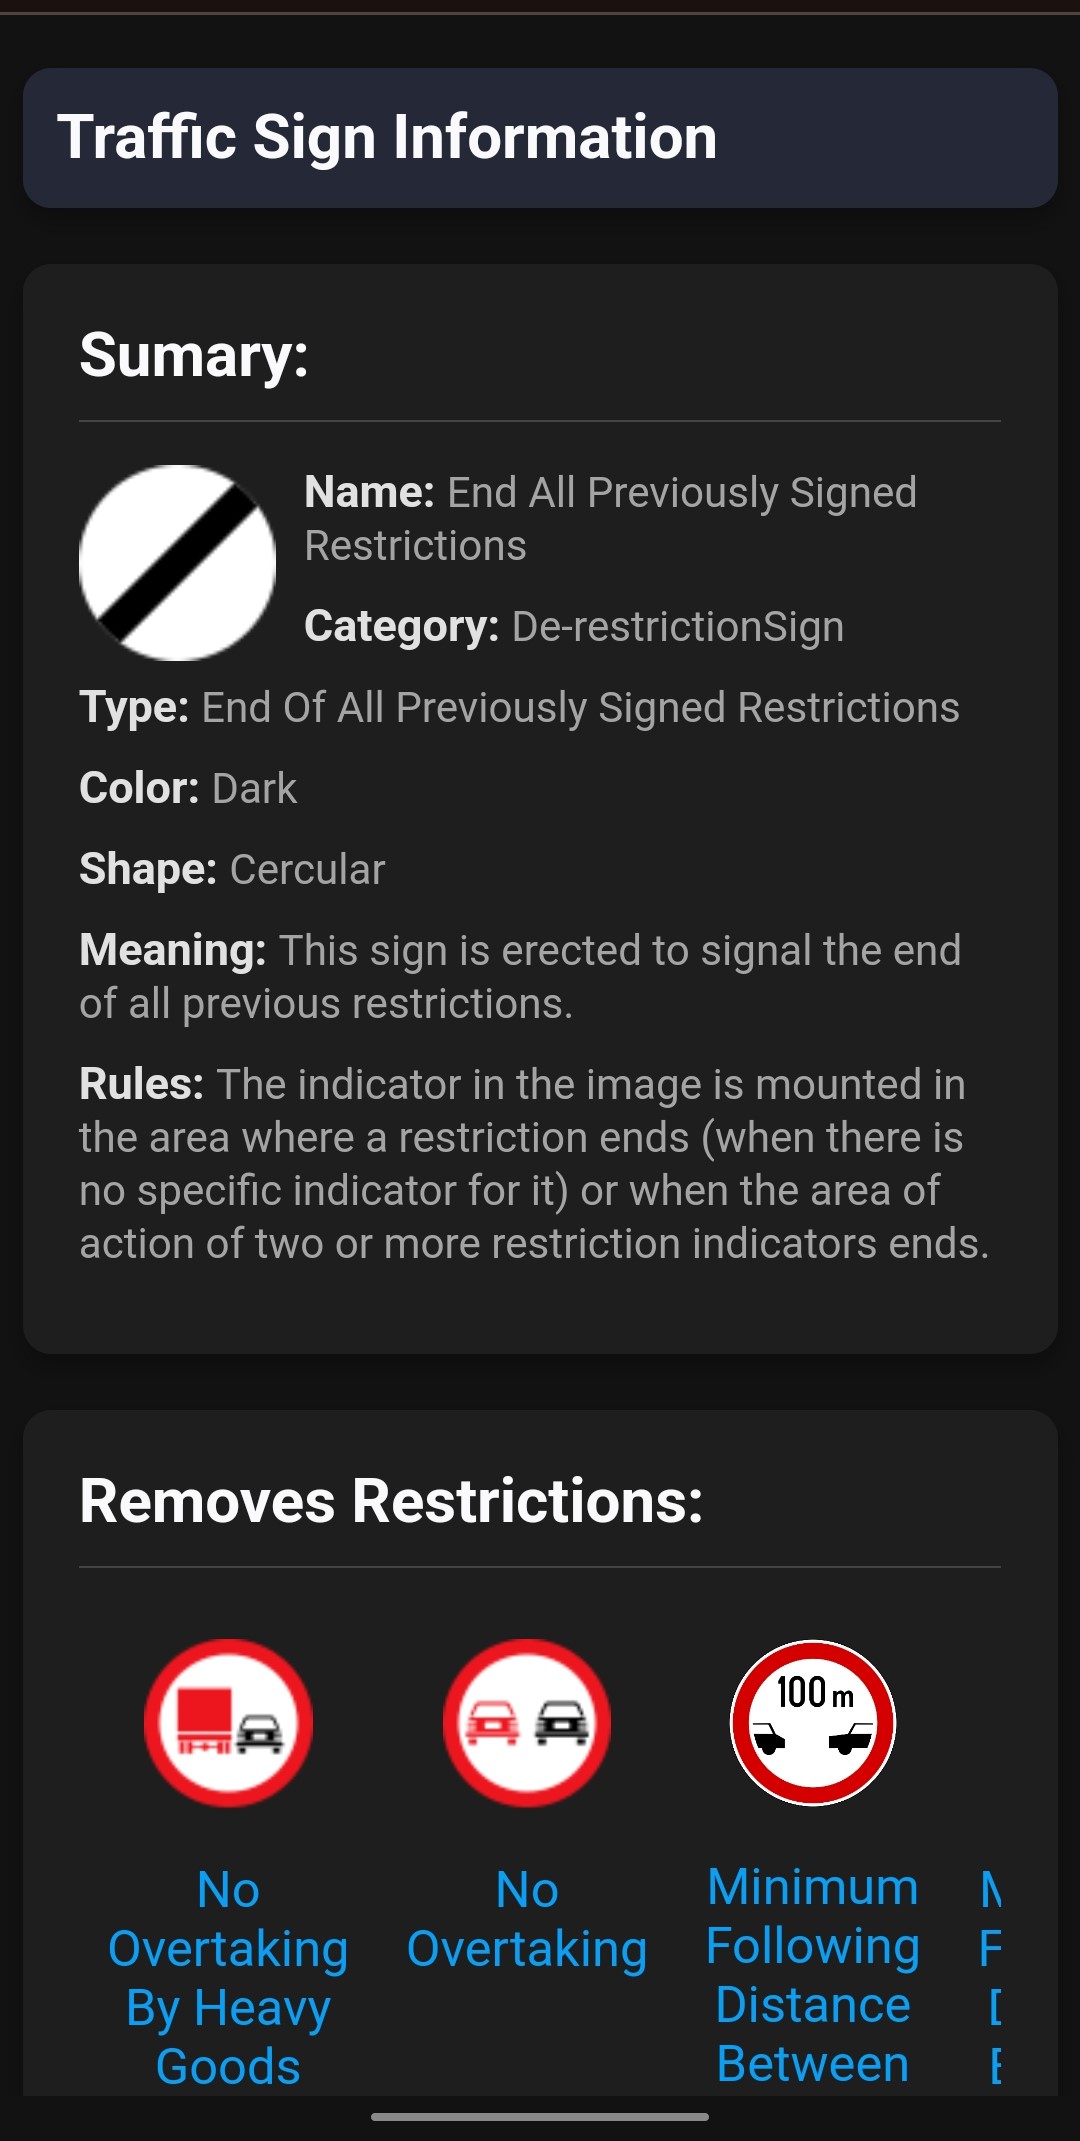 Traffic Sign Information
Sumary:
Name: End All Previously Signed
Restrictions
Category: De-restrictionSign
Type: End Of All Previously Signed Restrictions
Color: Dark
Shape: Cercular
Meaning: This sign is erected to signal the end
of all previous restrictions.
Rules: The indicator in the image is mounted in
the area where a restriction ends (when there is
no specific indicator for it) or when the area of
action of two or more restriction indicators ends.
Removes Restrictions:
100 m
No
Overtaking
By Heavy
Goods
No
Overtaking
Minimum
Following
Distance
Between